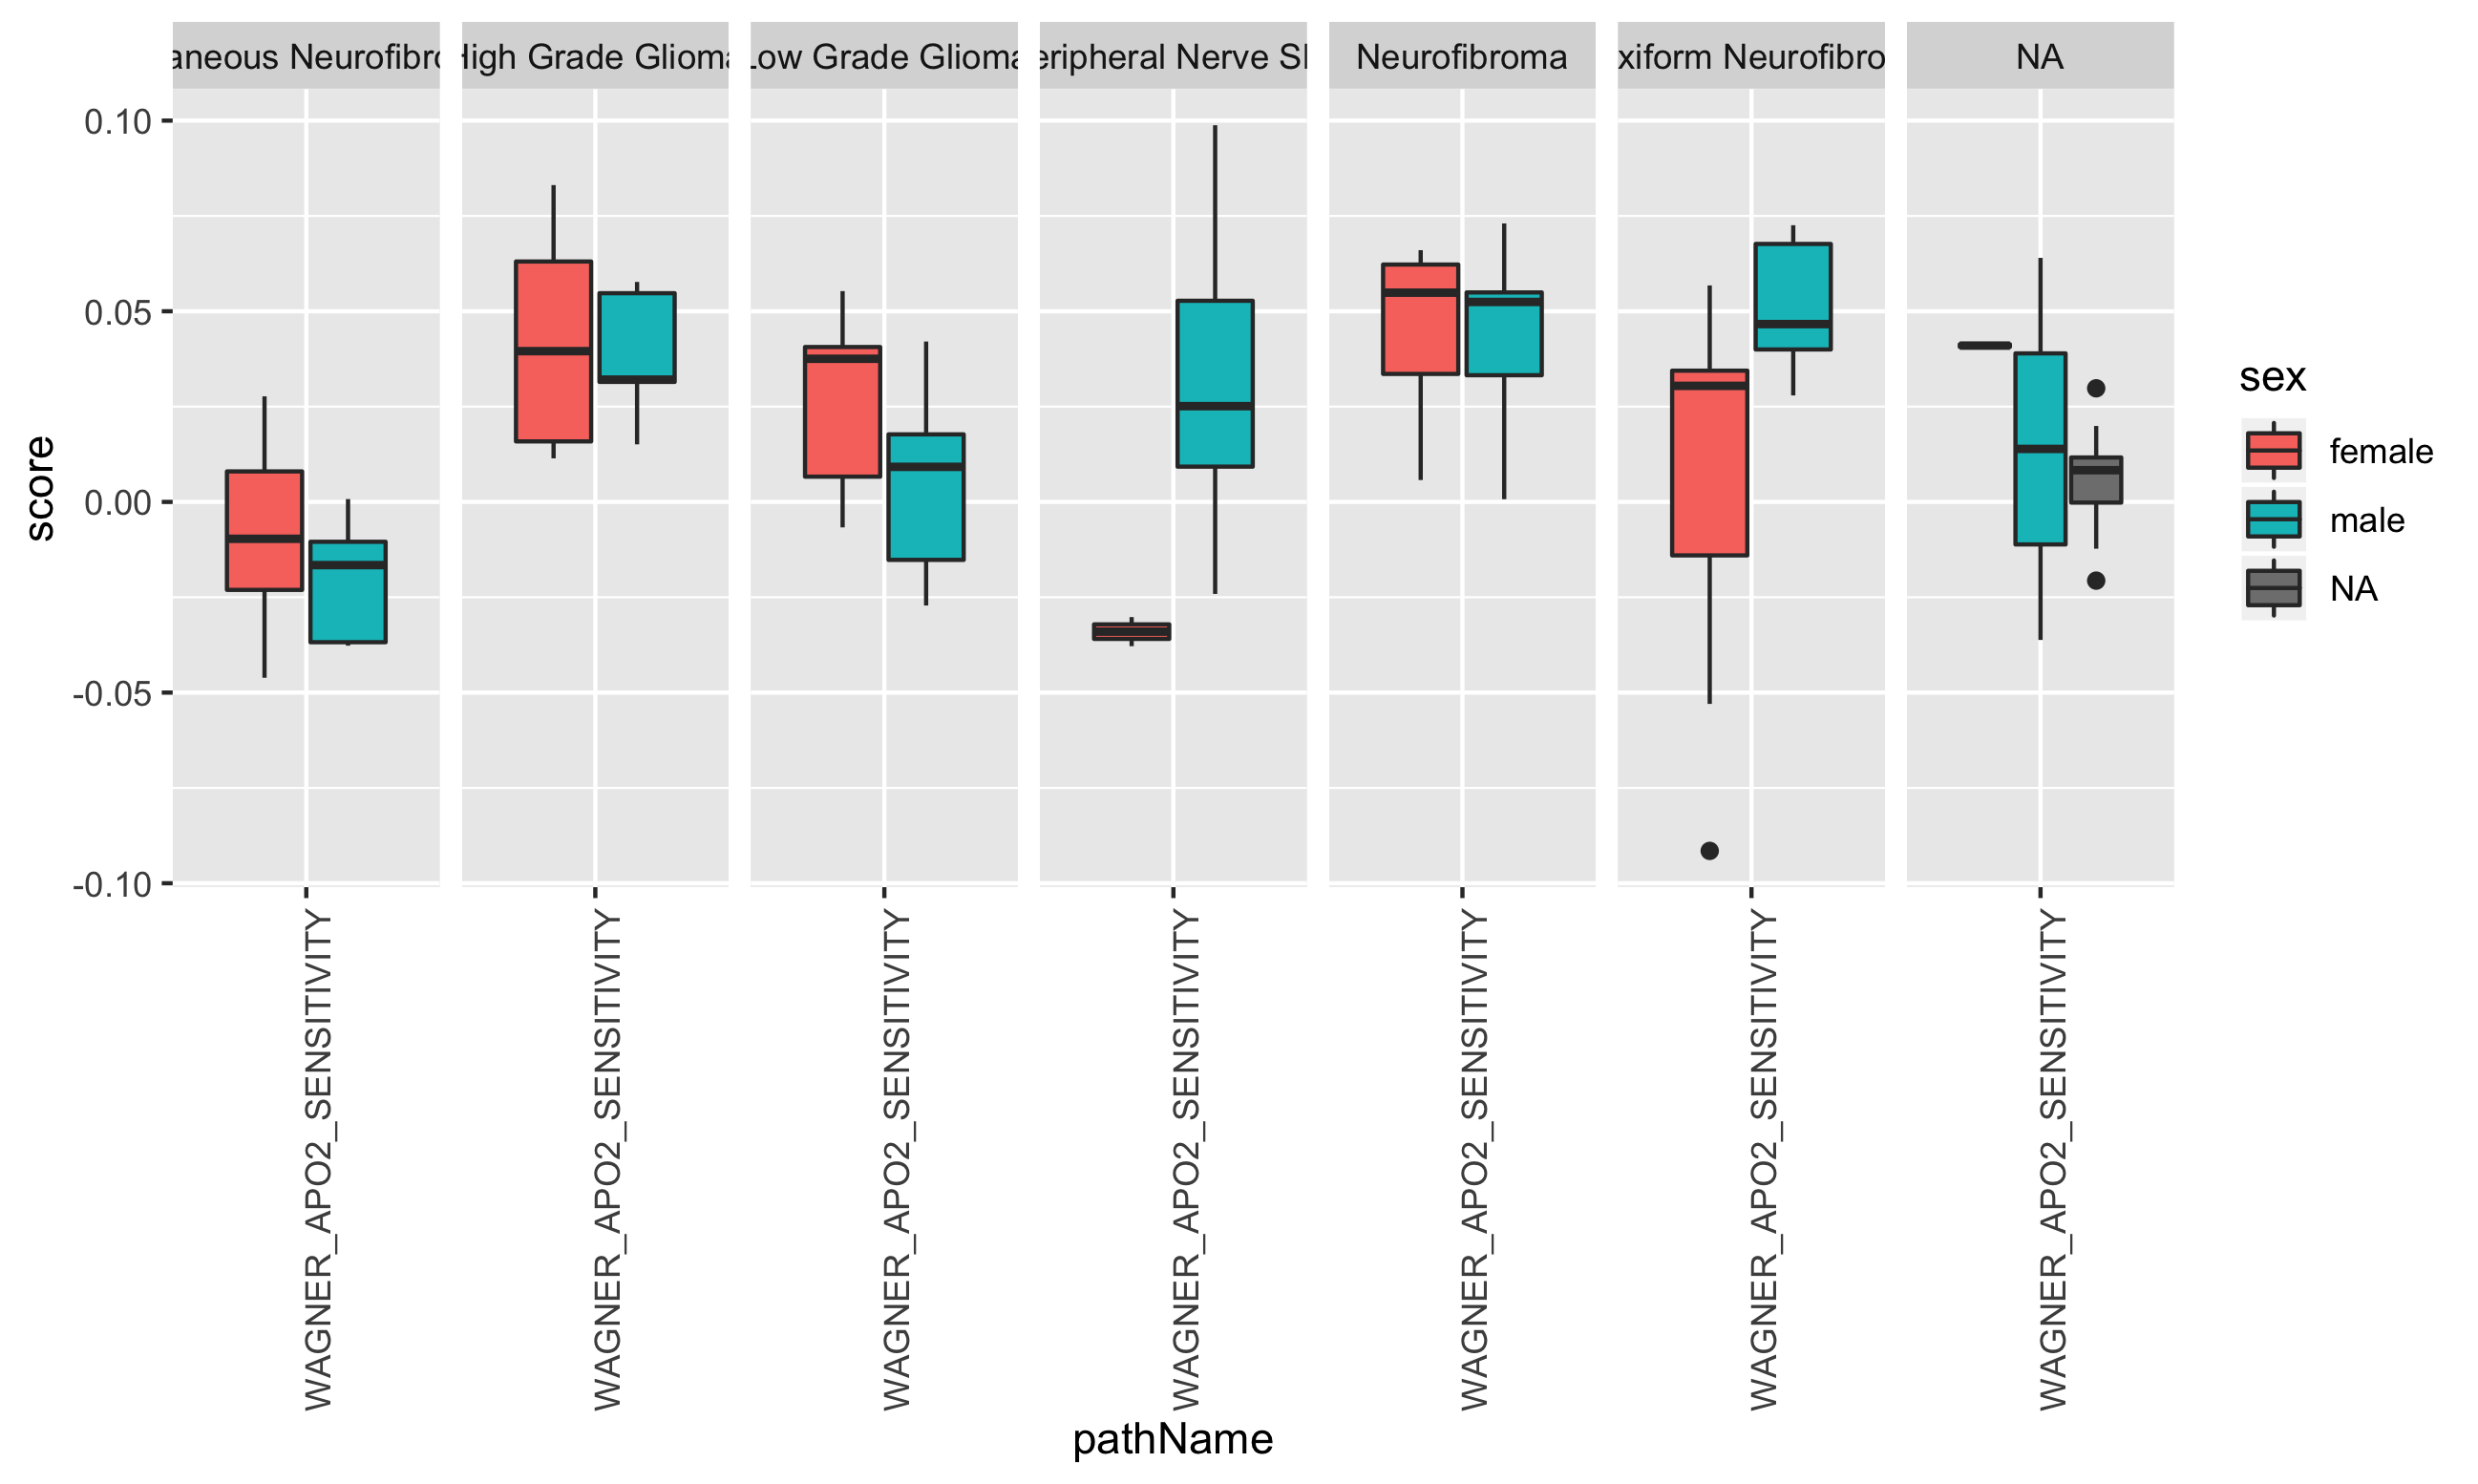 aneous Neurofibro
High Grade Glioma
Low Grade Glioma
eripheral Nerve Sh
Neurofibroma
xiform Neurofibro
NA
0.10
0.05
0.00
-0.05
-0.10
score
WAGNER_APO2_SENSITIVITY
WAGNER_APO2_SENSITIVITY
WAGNER_APO2_SENSITIVITY
WAGNER_APO2_SENSITIVITY
WAGNER_APO2_SENSITIVITY
WAGNER_APO2_SENSITIVITY
WAGNER_APO2_SENSITIVITY
pathName
sex
female
male
NA